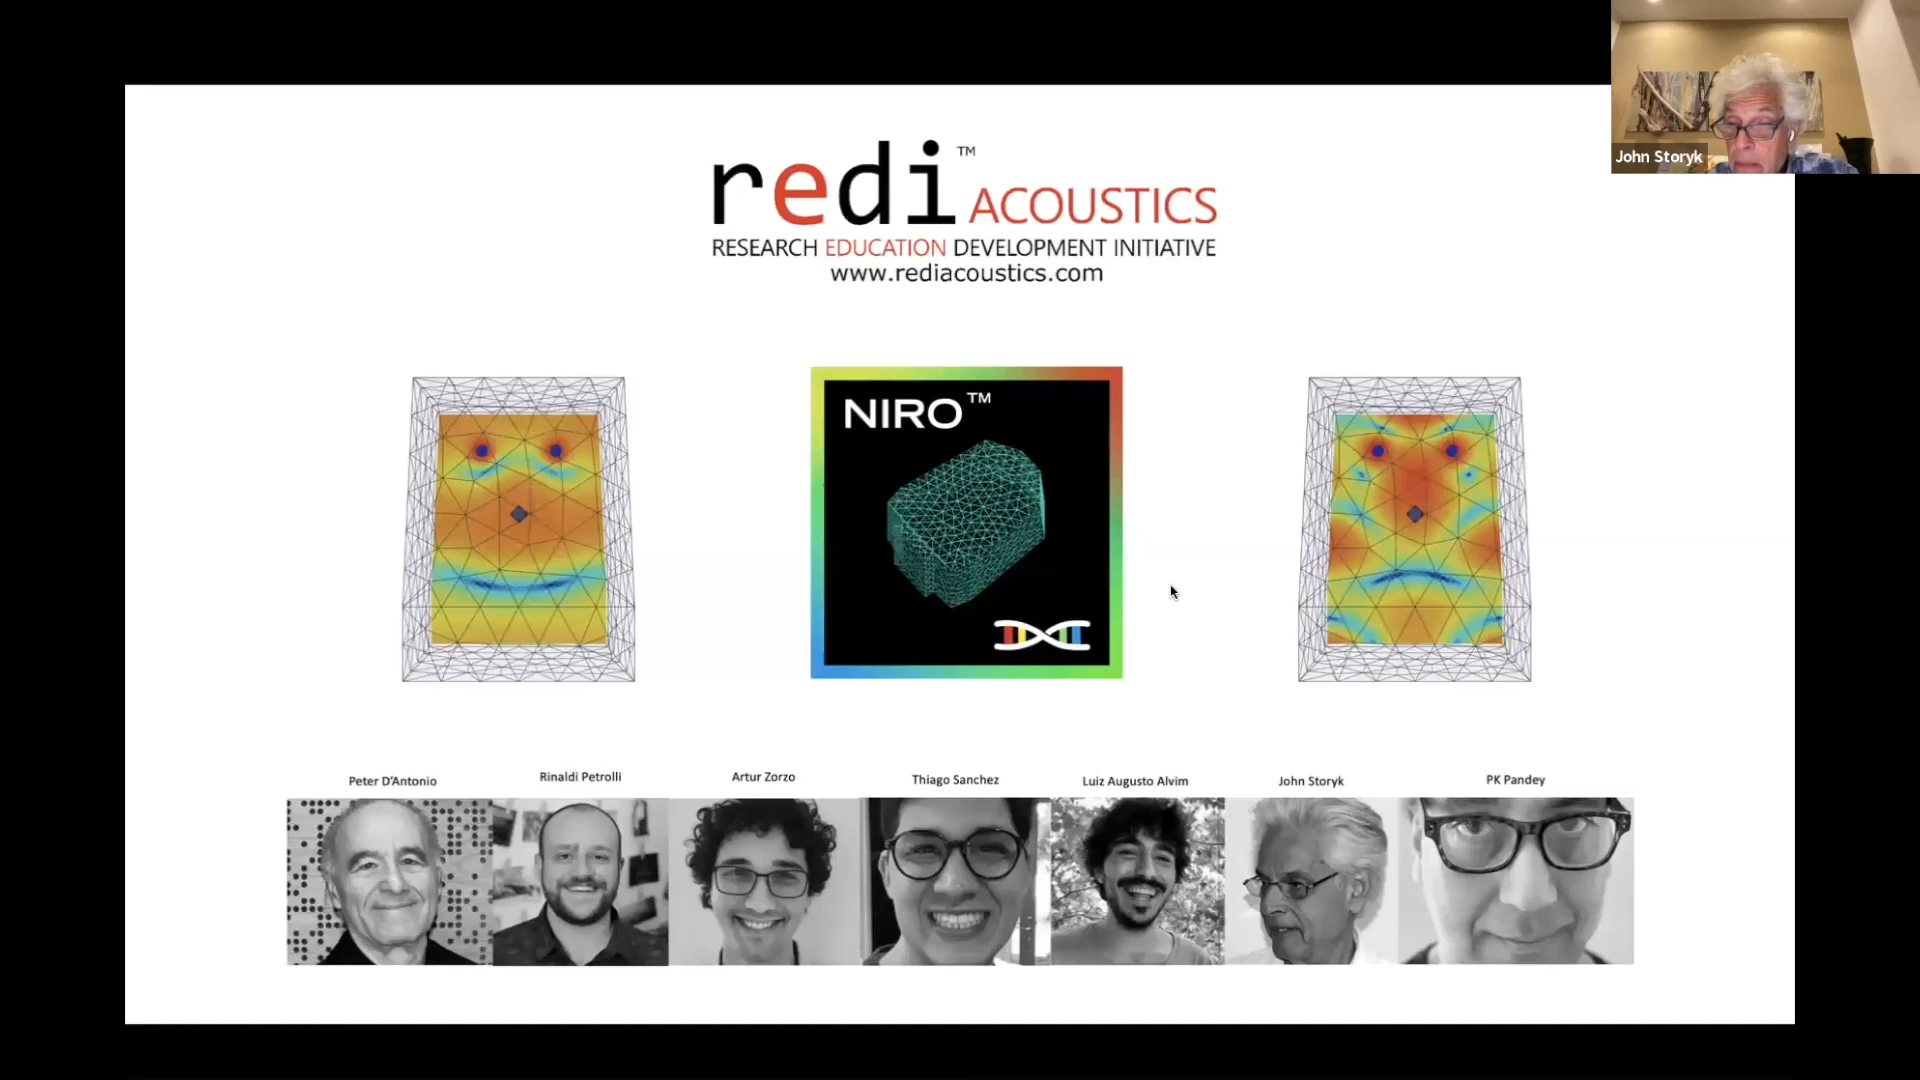 redi™ ACOUSTICS
RESEARCH EDUCATION DEVELOPMENT INITIATIVE
www.rediacoustics.com
John Storyk
NIRO™
Peter D'Antonio
Rinaldi Petrolli
Artur Zorzo
Thiago Sanchez
Luiz Augusto Alvim
John Storyk
PK Pandey